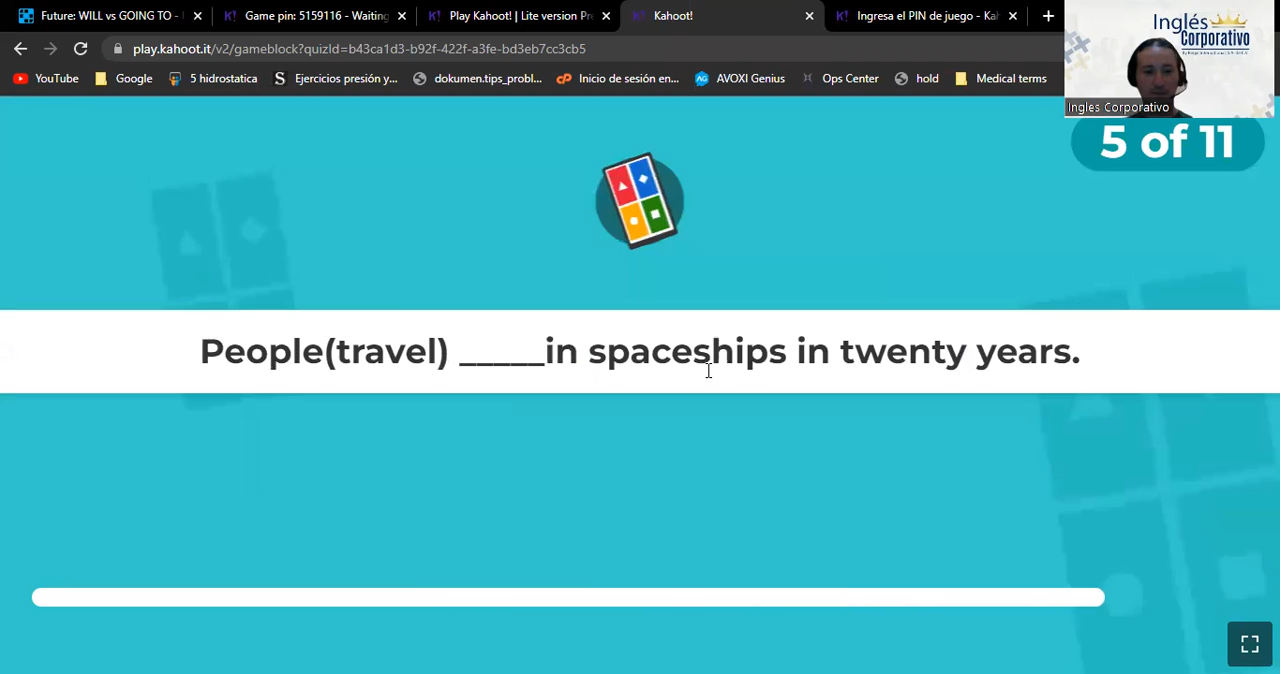 Future: WILL vs GOING TO -
Game pin: 5159116 - Waiting
Play Kahoot! | Lite version Pr
Kahoot!
Ingresa el PIN de juego - Kah
play.kahoot.it/v2/gameblock?quizId=b43ca1d3-b92f-422f-a3fe-bd3eb7cc3cb5
YouTube
Google
5 hidrostatica
Ejercicios presión y...
dokumen.tips_probl...
Inicio de sesión en...
AVOXI Genius
Ops Center
hold
Medical terms
Inglés
Corporativo
Ingles Corporativo
5 of 11
People(travel) _____in spaceships in twenty years.